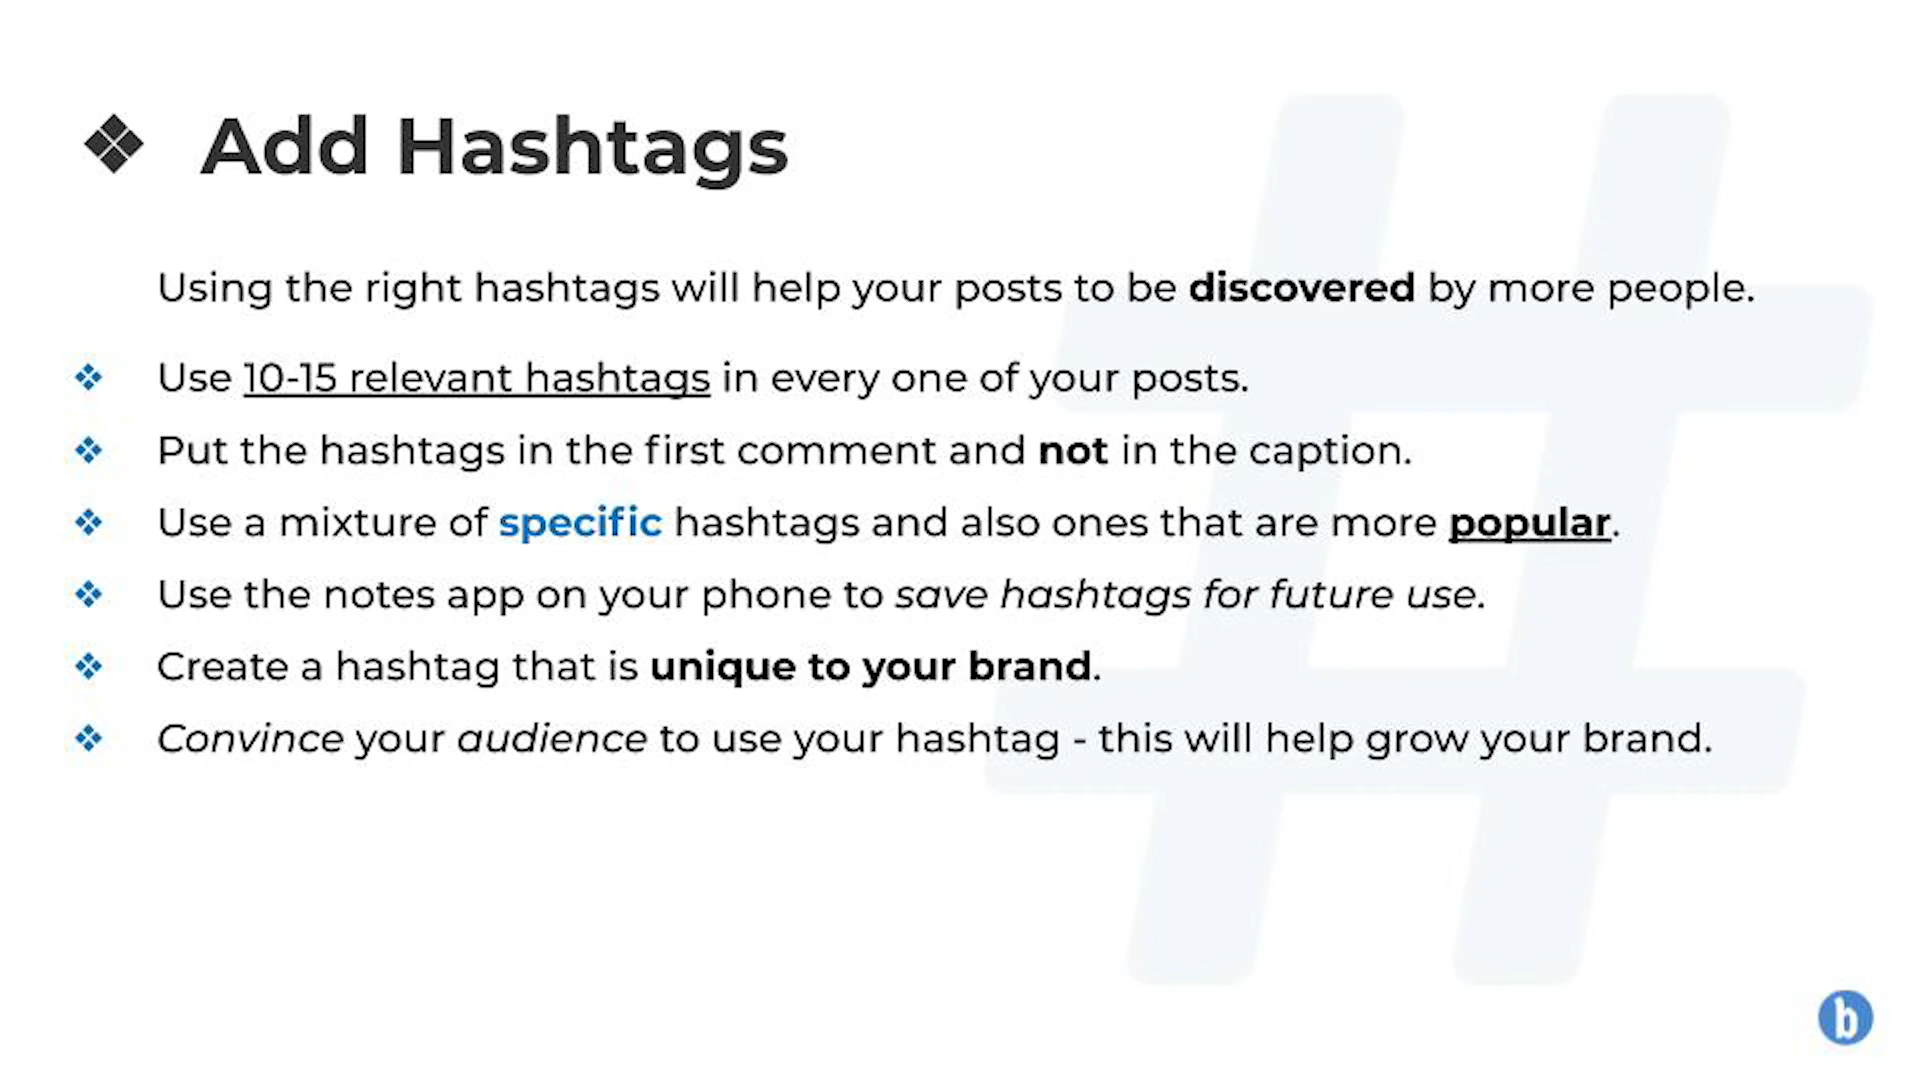 Add Hashtags
Using the right hashtags will help your posts to be discovered by more people.
Use 10-15 relevant hashtags in every one of your posts.
Put the hashtags in the first comment and not in the caption.
Use a mixture of specific hashtags and also ones that are more popular.
Use the notes app on your phone to save hashtags for future use.
Create a hashtag that is unique to your brand.
Convince your audience to use your hashtag - this will help grow your brand.
b